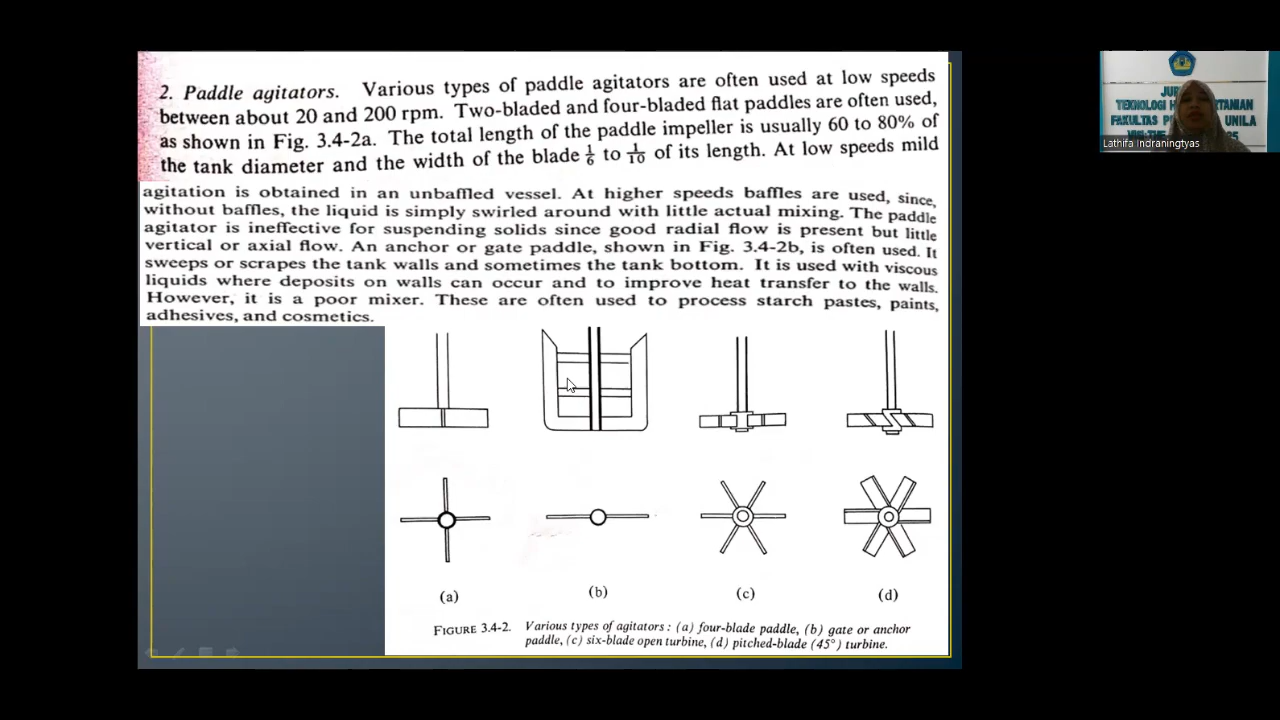 2. Paddle agitators. Various types of paddle agitators are often used at low speeds
between about 20 and 200 rpm. Two-bladed and four-bladed flat paddles are often used,
as shown in Fig. 3.4-2a. The total length of the paddle impeller is usually 60 to 80% of
the tank diameter and the width of the blade 1/6 to 1/10 of its length. At low speeds mild
agitation is obtained in an unbaffled vessel. At higher speeds baffles are used, since,
without baffles, the liquid is simply swirled around with little actual mixing. The paddle
agitator is ineffective for suspending solids since good radial flow is present but little
vertical or axial flow. An anchor or gate paddle, shown in Fig. 3.4-2b, is often used. It
sweeps or scrapes the tank walls and sometimes the tank bottom. It is used with viscous
liquids where deposits on walls can occur and to improve heat transfer to the walls.
However, it is a poor mixer. These are often used to process starch pastes, paints,
adhesives, and cosmetics.
(a) (b) (c) (d)
FIGURE 3.4-2. Various types of agitators : (a) four-blade paddle, (b) gate or anchor
paddle, (c) six-blade open turbine, (d) pitched-blade (45°) turbine.
TEKNOLOGI
FAKULTAS UNILA
Lathifa Indraningtyas